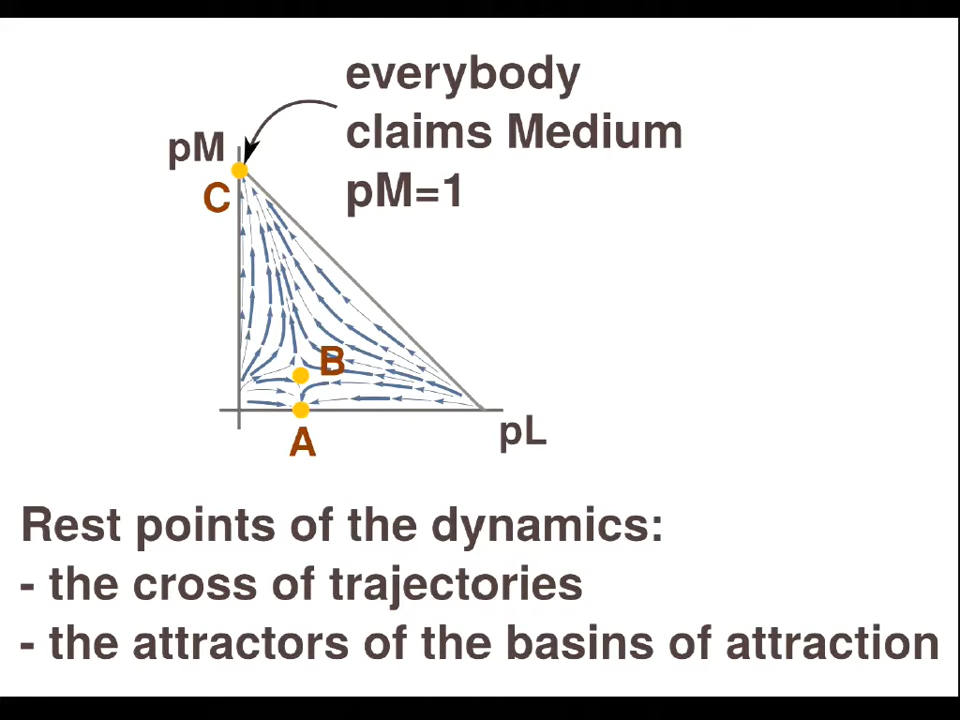 everybody
claims Medium
pM=1
pM
C
B
A
pL
Rest points of the dynamics:
- the cross of trajectories
- the attractors of the basins of attraction